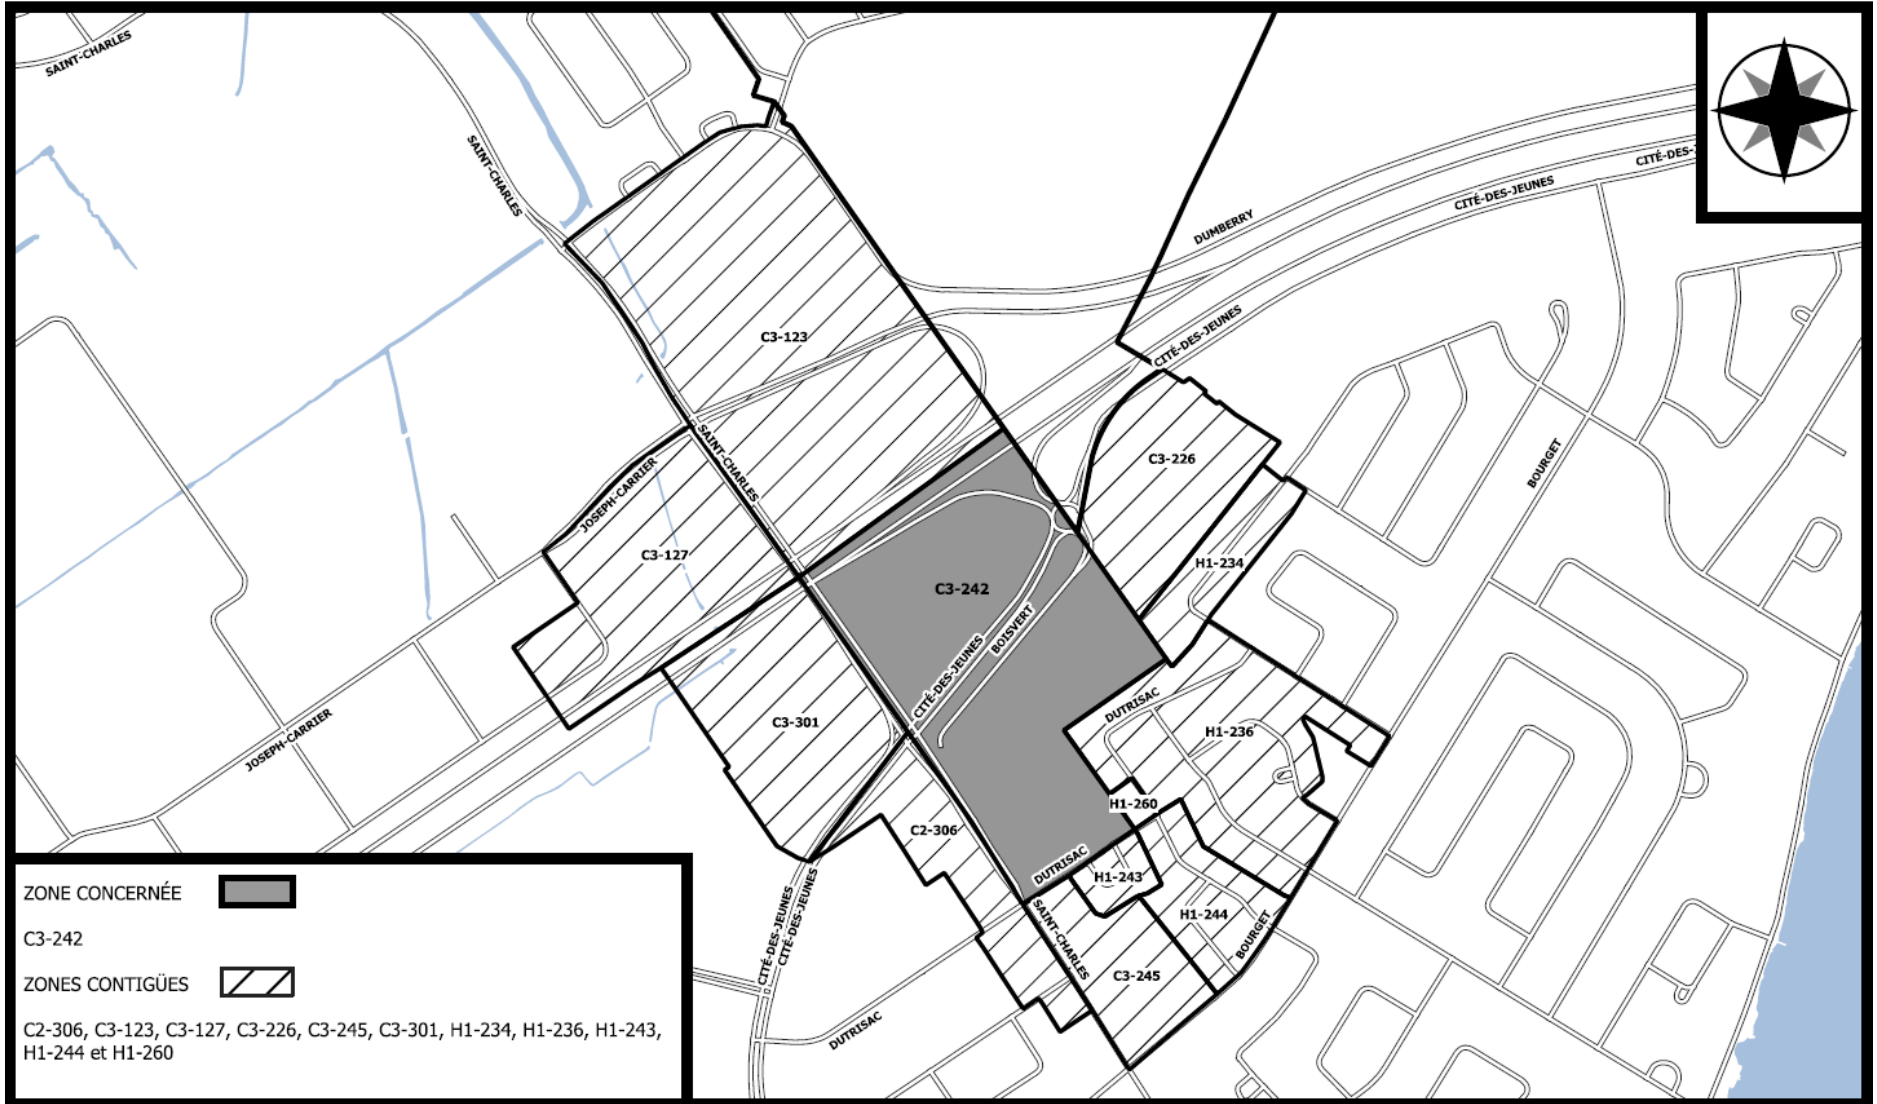 SAINT-CHARLES
SAINT-CHARLES
CITÉ-DES-J
CITÉ-DES-JEUNES
DUMBERRY
CITÉ-DES-JEUNES
C3-123
SAINT-CHARLES
JOSEPH-CARRIER
C3-226
BOURGET
C3-127
H1-234
C3-242
BOISVERT
CITÉ-DES-JEUNES
C3-301
DUTRISAC
H1-236
JOSEPH-CARRIER
H1-260
C2-306
DUTRISAC
H1-243
H1-244
BOURGET
SAINT-CHARLES
CITÉ-DES-JEUNES
CITÉ-DES-JEUNES
C3-245
DUTRISAC
ZONE CONCERNÉE
C3-242
ZONES CONTIGÜES
C2-306, C3-123, C3-127, C3-226, C3-245, C3-301, H1-234, H1-236, H1-243,
H1-244 et H1-260